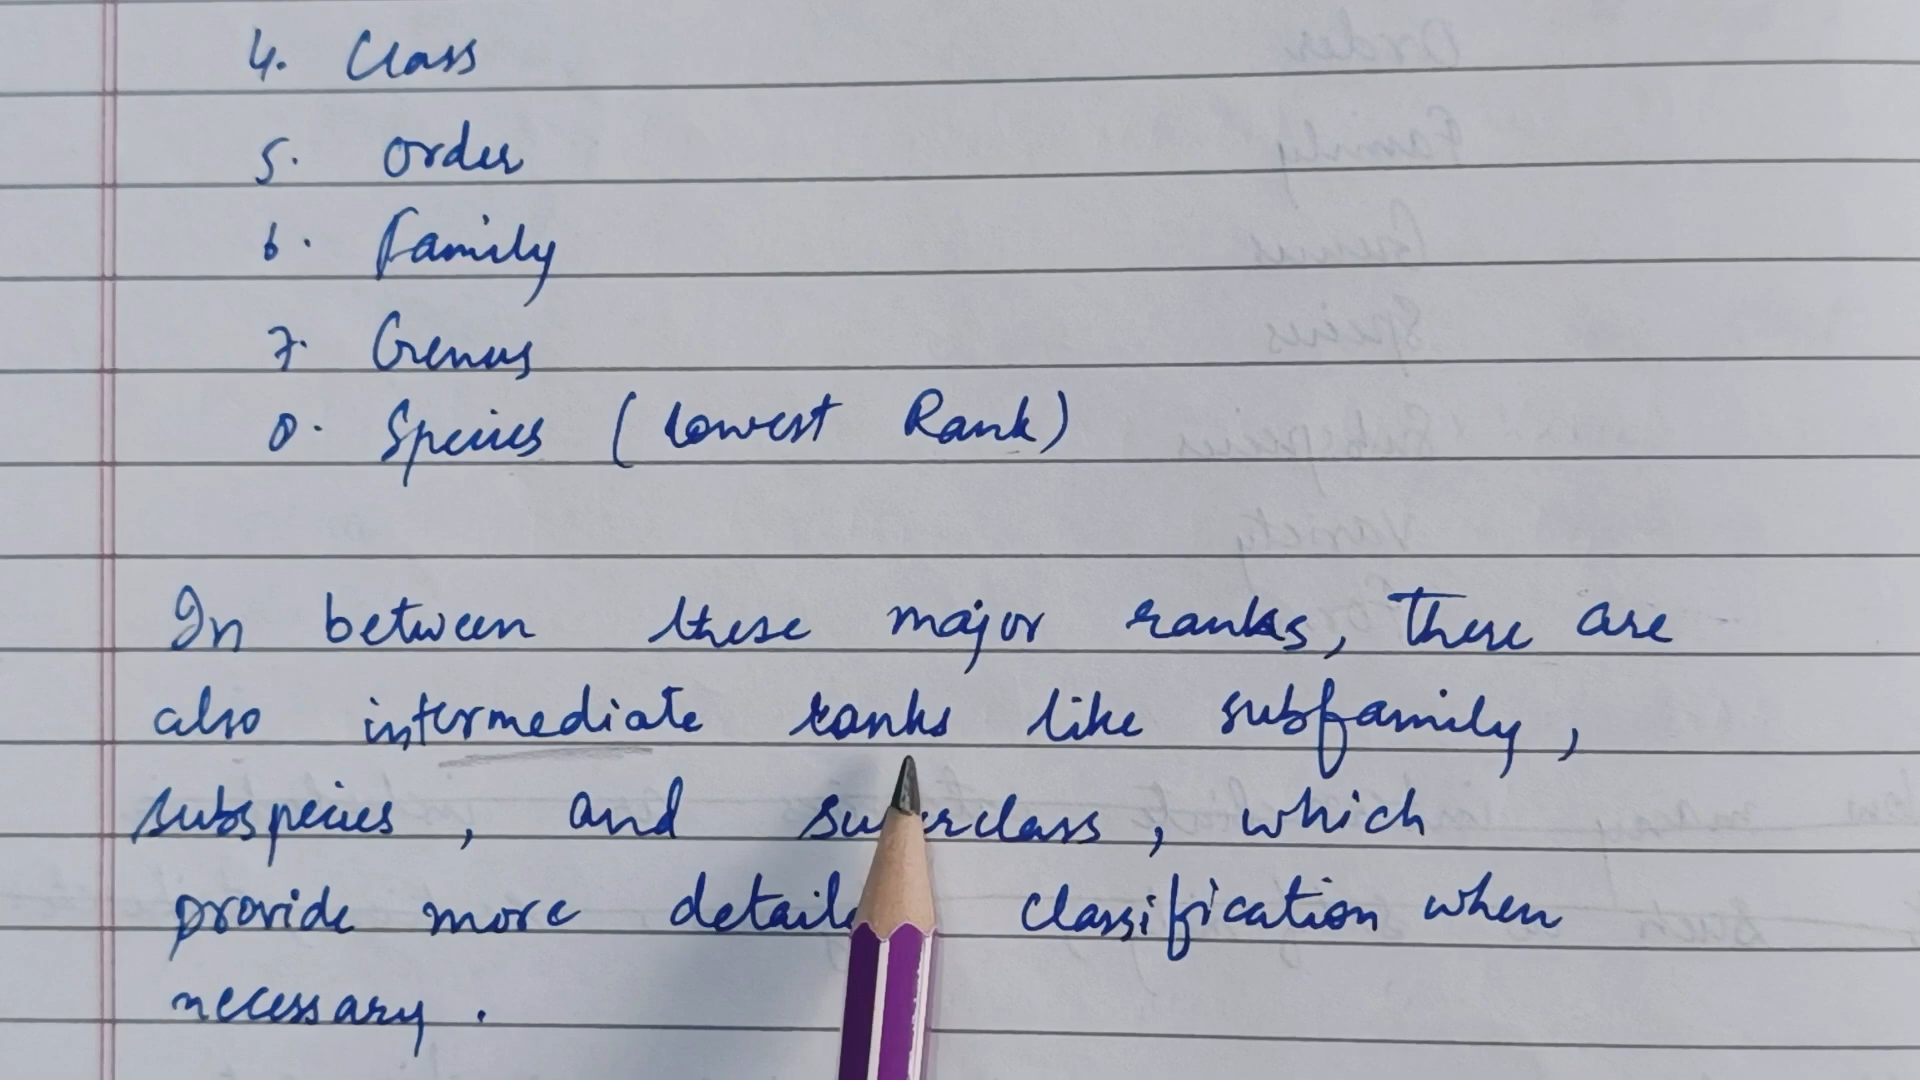 4. Class
5. Order
6. Family
7. Genus
8. Species (Lowest Rank)
In between these major ranks, There are
also intermediate ranks like subfamily,
subspecies, and superclass, which
provide more classification when
necessary.